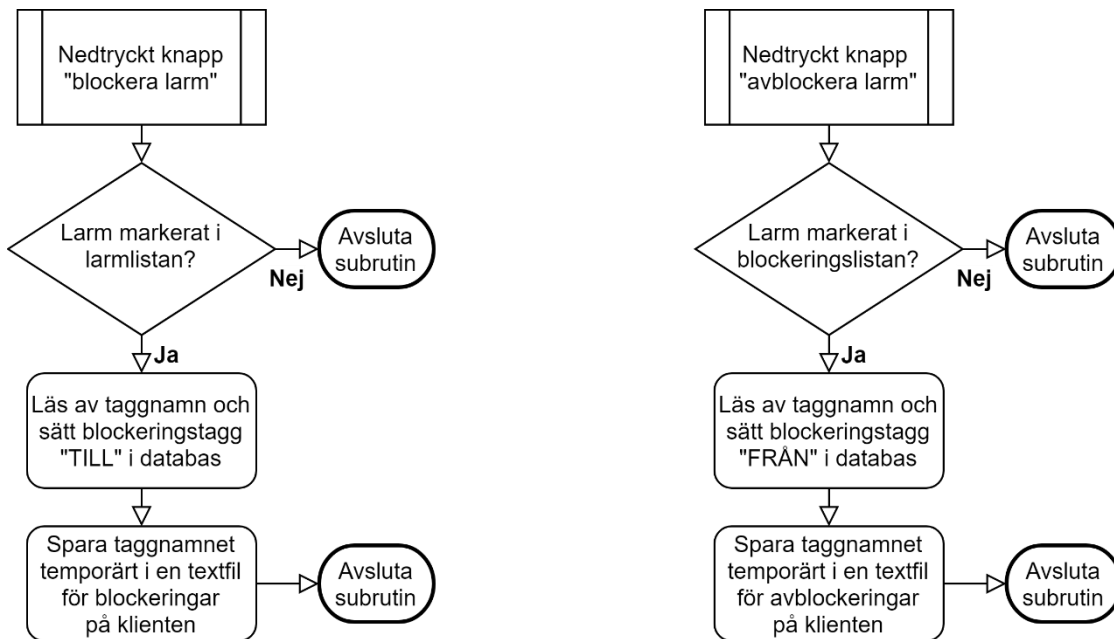 Nedtryckt knapp
"blockera larm"
Larm markerat i
larmlistan?
Nej
Avsluta
subrutin
Ja
Läs av taggnamn och
sätt blockeringstagg
"TILL" i databas
Spara taggnamnet
temporärt i en textfil
för blockeringar
på klienten
Avsluta
subrutin
Nedtryckt knapp
"avblockera larm"
Larm markerat i
blockeringslistan?
Nej
Avsluta
subrutin
Ja
Läs av taggnamn och
sätt blockeringstagg
"FRÅN" i databas
Spara taggnamnet
temporärt i en textfil
för avblockeringar
på klienten
Avsluta
subrutin